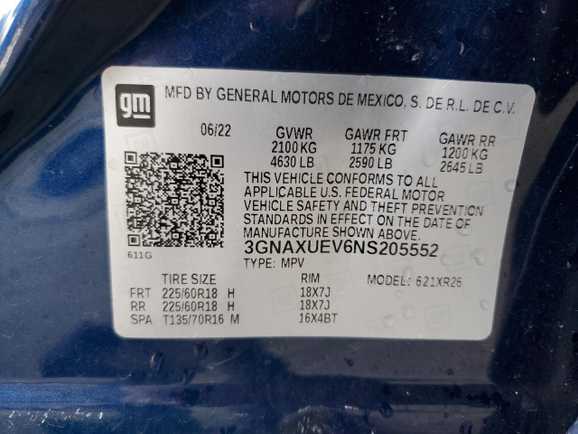 gm
MFD BY GENERAL MOTORS DE MEXICO, S. DE R.L. DE C.V.
06/22 GVWR GAWR FRT GAWR RR
2100 KG 1175 KG 1200 KG
4630 LB 2590 LB 2645 LB
THIS VEHICLE CONFORMS TO ALL
APPLICABLE U.S. FEDERAL MOTOR
VEHICLE SAFETY AND THEFT PREVENTION
STANDARDS IN EFFECT ON THE DATE OF
MANUFACTURE SHOWN ABOVE.
611G 3GNAXUEV6NS205552
TYPE: MPV MODEL: 621XR26
TIRE SIZE RIM
FRT 225/60R18 H 18X7J
RR 225/60R18 H 18X7J
SPA T135/70R16 M 16X4BT